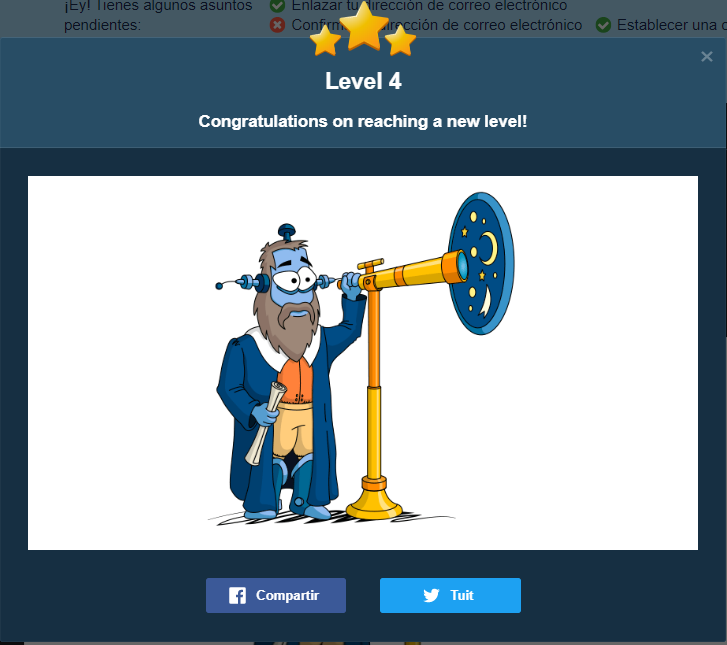 ¡Ey! Tienes algunos asuntos
pendientes:
Enlazar tu dirección de correo electrónico
dirección de correo electrónico
Establecer una
Level 4
Congratulations on reaching a new level!
Compartir
Tuit